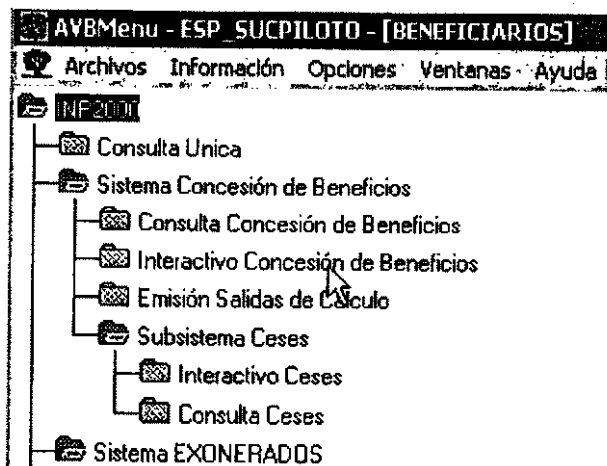 AVBMenu - ESP_SUCPILOTO - [BENEFICIARIOS]
Archivos Información Opciones Ventanas Ayuda
Consulta Unica
Sistema Concesión de Beneficios
Consulta Concesión de Beneficios
Interactivo Concesión de Beneficios
Emisión Salidas de Cálculo
Subsistema Ceses
Interactivo Ceses
Consulta Ceses
Sistema EXONERADOS